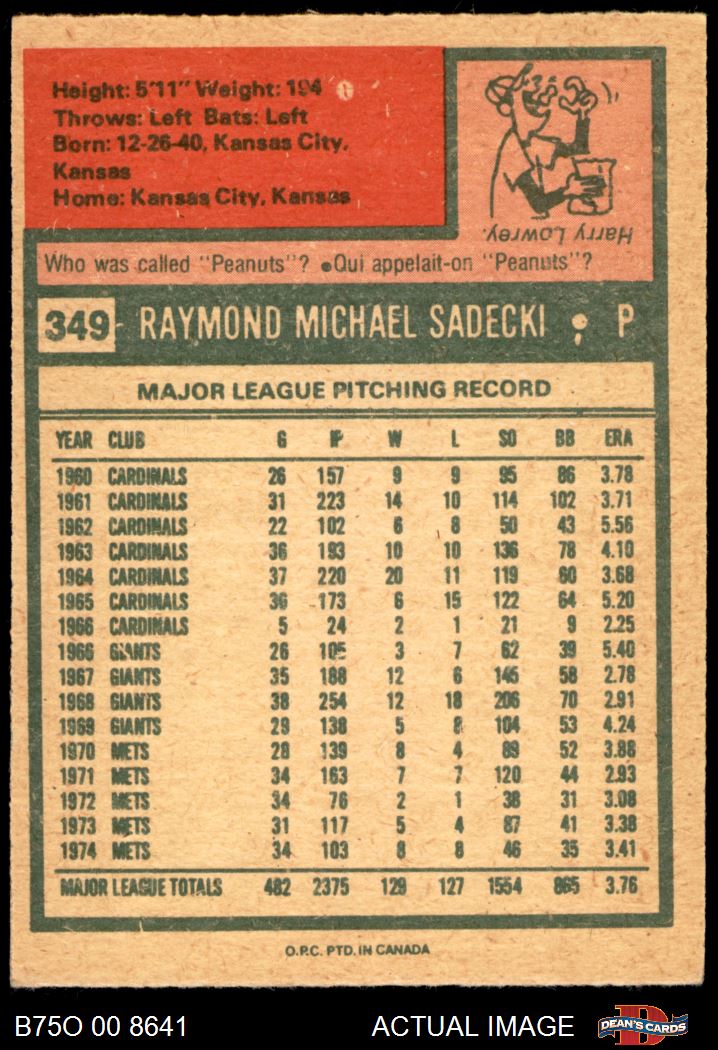 Height: 5'11" Weight: 194
Throws: Left Bats: Left
Born: 12-26-40, Kansas City,
Kansas
Home: Kansas City, Kansas
Harry Lowrey.
Who was called "Peanuts"? ●Qui appelait-on "Peanuts"?
349 RAYMOND MICHAEL SADECKI ; P
MAJOR LEAGUE PITCHING RECORD
YEAR CLUB G IP W L SO BB ERA
1960 CARDINALS 26 157 9 9 95 86 3.78
1961 CARDINALS 31 223 14 10 114 102 3.71
1962 CARDINALS 22 102 6 8 50 43 5.56
1963 CARDINALS 36 193 10 10 136 78 4.10
1964 CARDINALS 37 220 20 11 119 60 3.68
1965 CARDINALS 36 173 6 15 122 64 5.20
1966 CARDINALS 5 24 2 1 21 9 2.25
1966 GIANTS 26 105 3 7 62 39 5.40
1967 GIANTS 35 188 12 6 145 58 2.78
1968 GIANTS 38 254 12 18 206 70 2.91
1969 GIANTS 29 138 5 8 104 53 4.24
1970 METS 28 139 8 4 89 52 3.88
1971 METS 34 163 7 7 120 44 2.93
1972 METS 34 76 2 1 38 31 3.08
1973 METS 31 117 5 4 87 41 3.38
1974 METS 34 103 8 8 46 35 3.41
MAJOR LEAGUE TOTALS 482 2375 129 127 1554 865 3.76
O.P.C. PTD. IN CANADA
B75O 00 8641 ACTUAL IMAGE DEAN'S CARDS